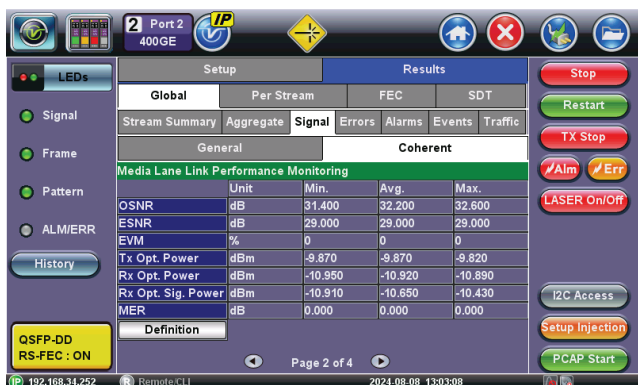 2 Port 2
400GE
IP
LEDs
Signal
Frame
Pattern
ALM/ERR
History
QSFP-DD
RS-FEC : ON
Setup Results
Global Per Stream FEC SDT
Stream Summary Aggregate Signal Errors Alarms Events Traffic
General Coherent
Media Lane Link Performance Monitoring
Unit Min. Avg. Max.
OSNR dB 31.400 32.200 32.600
ESNR dB 29.000 29.000 29.000
EVM % 0 0 0
Tx Opt. Power dBm -9.870 -9.870 -9.820
Rx Opt. Power dBm -10.950 -10.920 -10.890
Rx Opt. Sig. Power dBm -10.910 -10.650 -10.430
MER dB 0.000 0.000 0.000
Definition
Page 2 of 4
Stop
Restart
TX Stop
Alm Err
LASER On/Off
I2C Access
Setup Injection
PCAP Start
IP 192.168.34.252 R Remote/CLI 2024-08-08 13:03:08